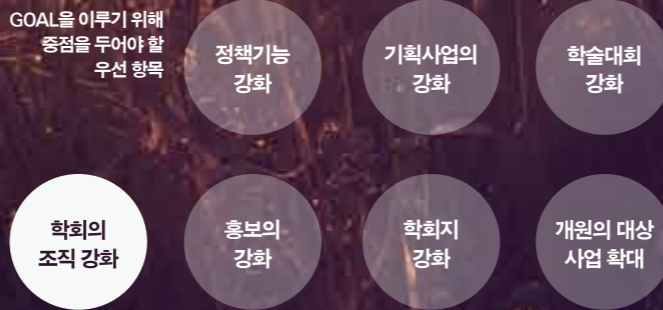 GOAL을 이루기 위해
중점을 두어야 할
우선 항목
정책기능
강화
기획사업의
강화
학술대회
강화
학회의
조직 강화
홍보의
강화
학회지
강화
개원의 대상
사업 확대